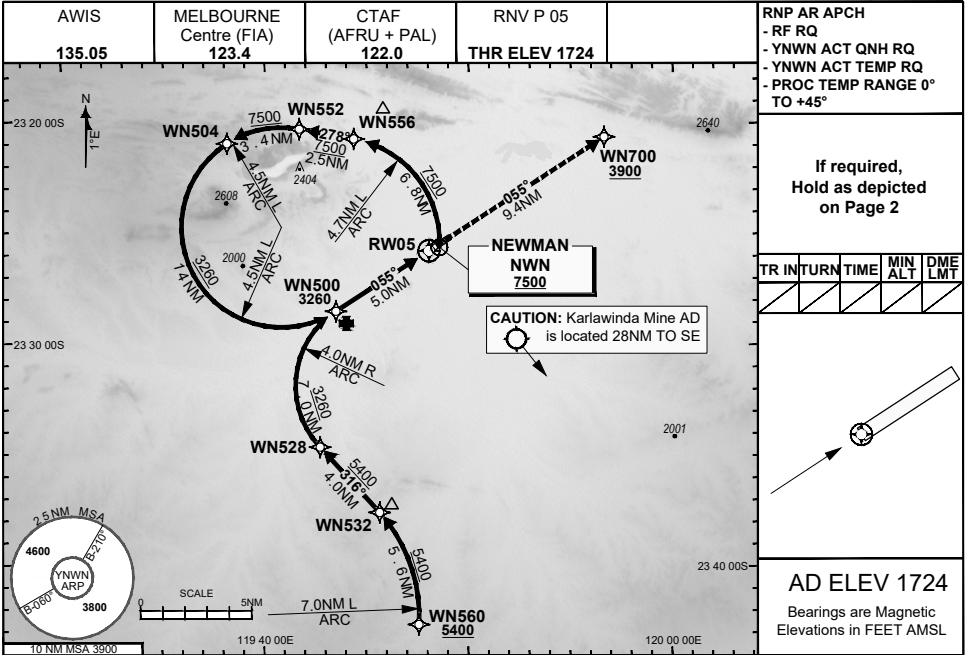 AWIS
135.05
MELBOURNE
Centre (FIA)
123.4
CTAF
(AFRU + PAL)
122.0
RNV P 05
THR ELEV 1724
RNP AR APCH
- RF RQ
- YNWN ACT QNH RQ
- YNWN ACT TEMP RQ
- PROC TEMP RANGE 0°
TO +45°
If required,
Hold as depicted
on Page 2
TR IN
TURN
TIME
MIN
ALT
DME
LMT
N
1°E
23 20 00S
WN504
7500
3.4NM
WN552
278°
7500
2.5NM
WN556
2404
2608
2000
4.5NM L
ARC
4.5NM L
ARC
4.7NM L
ARC
7500
6.8NM
2640
WN700
3900
055°
9.4NM
RW05
NEWMAN
NWN
7500
3260
14NM
WN500
3260
055°
5.0NM
CAUTION: Karlawinda Mine AD
is located 28NM TO SE
23 30 00S
4.0NM R
ARC
3260
7.0NM
2001
WN528
5400
316°
4.0NM
WN532
5400
5.6NM
23 40 00S
25NM MSA
4600
B-210°
YNWN
ARP
B-060°
3800
10 NM MSA 3900
SCALE
0
5NM
7.0NM L
ARC
WN560
5400
119 40 00E
120 00 00E
AD ELEV 1724
Bearings are Magnetic
Elevations in FEET AMSL